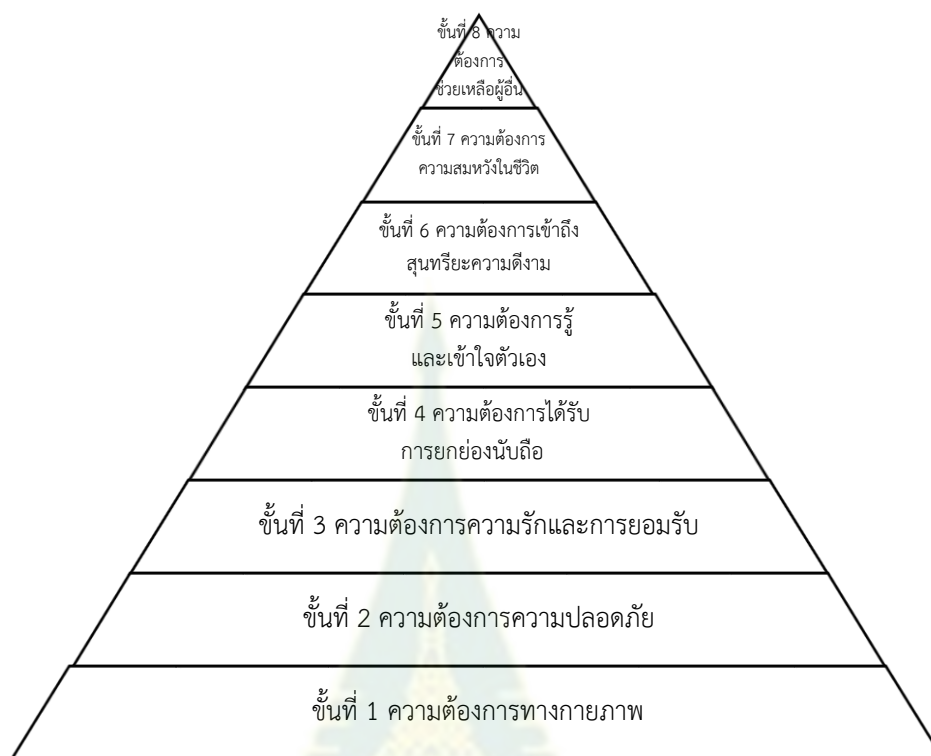 ขั้นที่ 8 ความ
ต้องการ
ช่วยเหลือผู้อื่น
ขั้นที่ 7 ความต้องการ
ความสมหวังในชีวิต
ขั้นที่ 6 ความต้องการเข้าถึง
สุนทรียะความดีงาม
ขั้นที่ 5 ความต้องการรู้
และเข้าใจตัวเอง
ขั้นที่ 4 ความต้องการได้รับ
การยกย่องนับถือ
ขั้นที่ 3 ความต้องการความรักและการยอมรับ
ขั้นที่ 2 ความต้องการความปลอดภัย
ขั้นที่ 1 ความต้องการทางกายภาพ